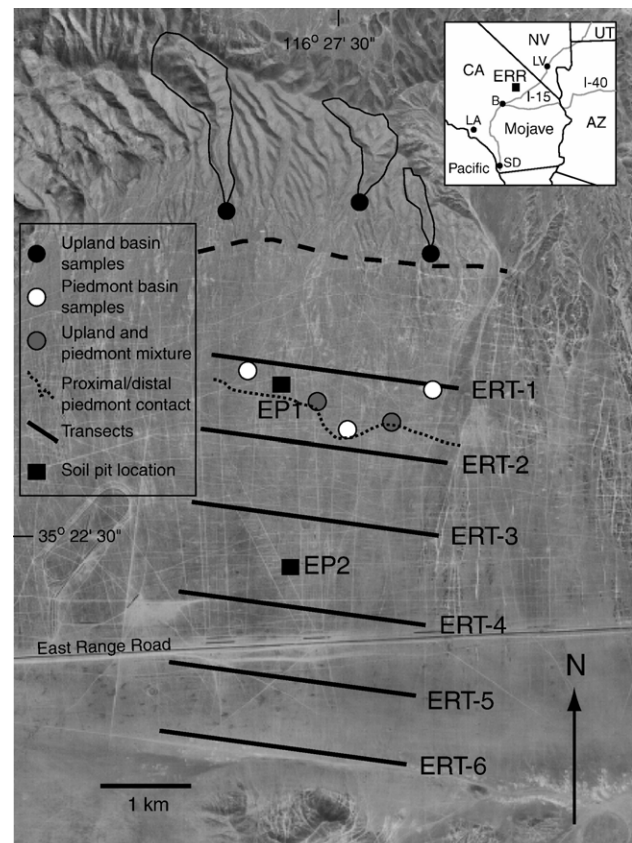 116° 27' 30"
NV
UT
LV
CA
ERR
I-40
I-15
B
LA
Mojave
AZ
Pacific
SD
Upland basin
samples
Piedmont basin
samples
Upland and
piedmont mixture
Proximal/distal
piedmont contact
Transects
Soil pit location
ERT-1
EP1
ERT-2
35° 22' 30"
ERT-3
EP2
ERT-4
East Range Road
ERT-5
N
ERT-6
1 km